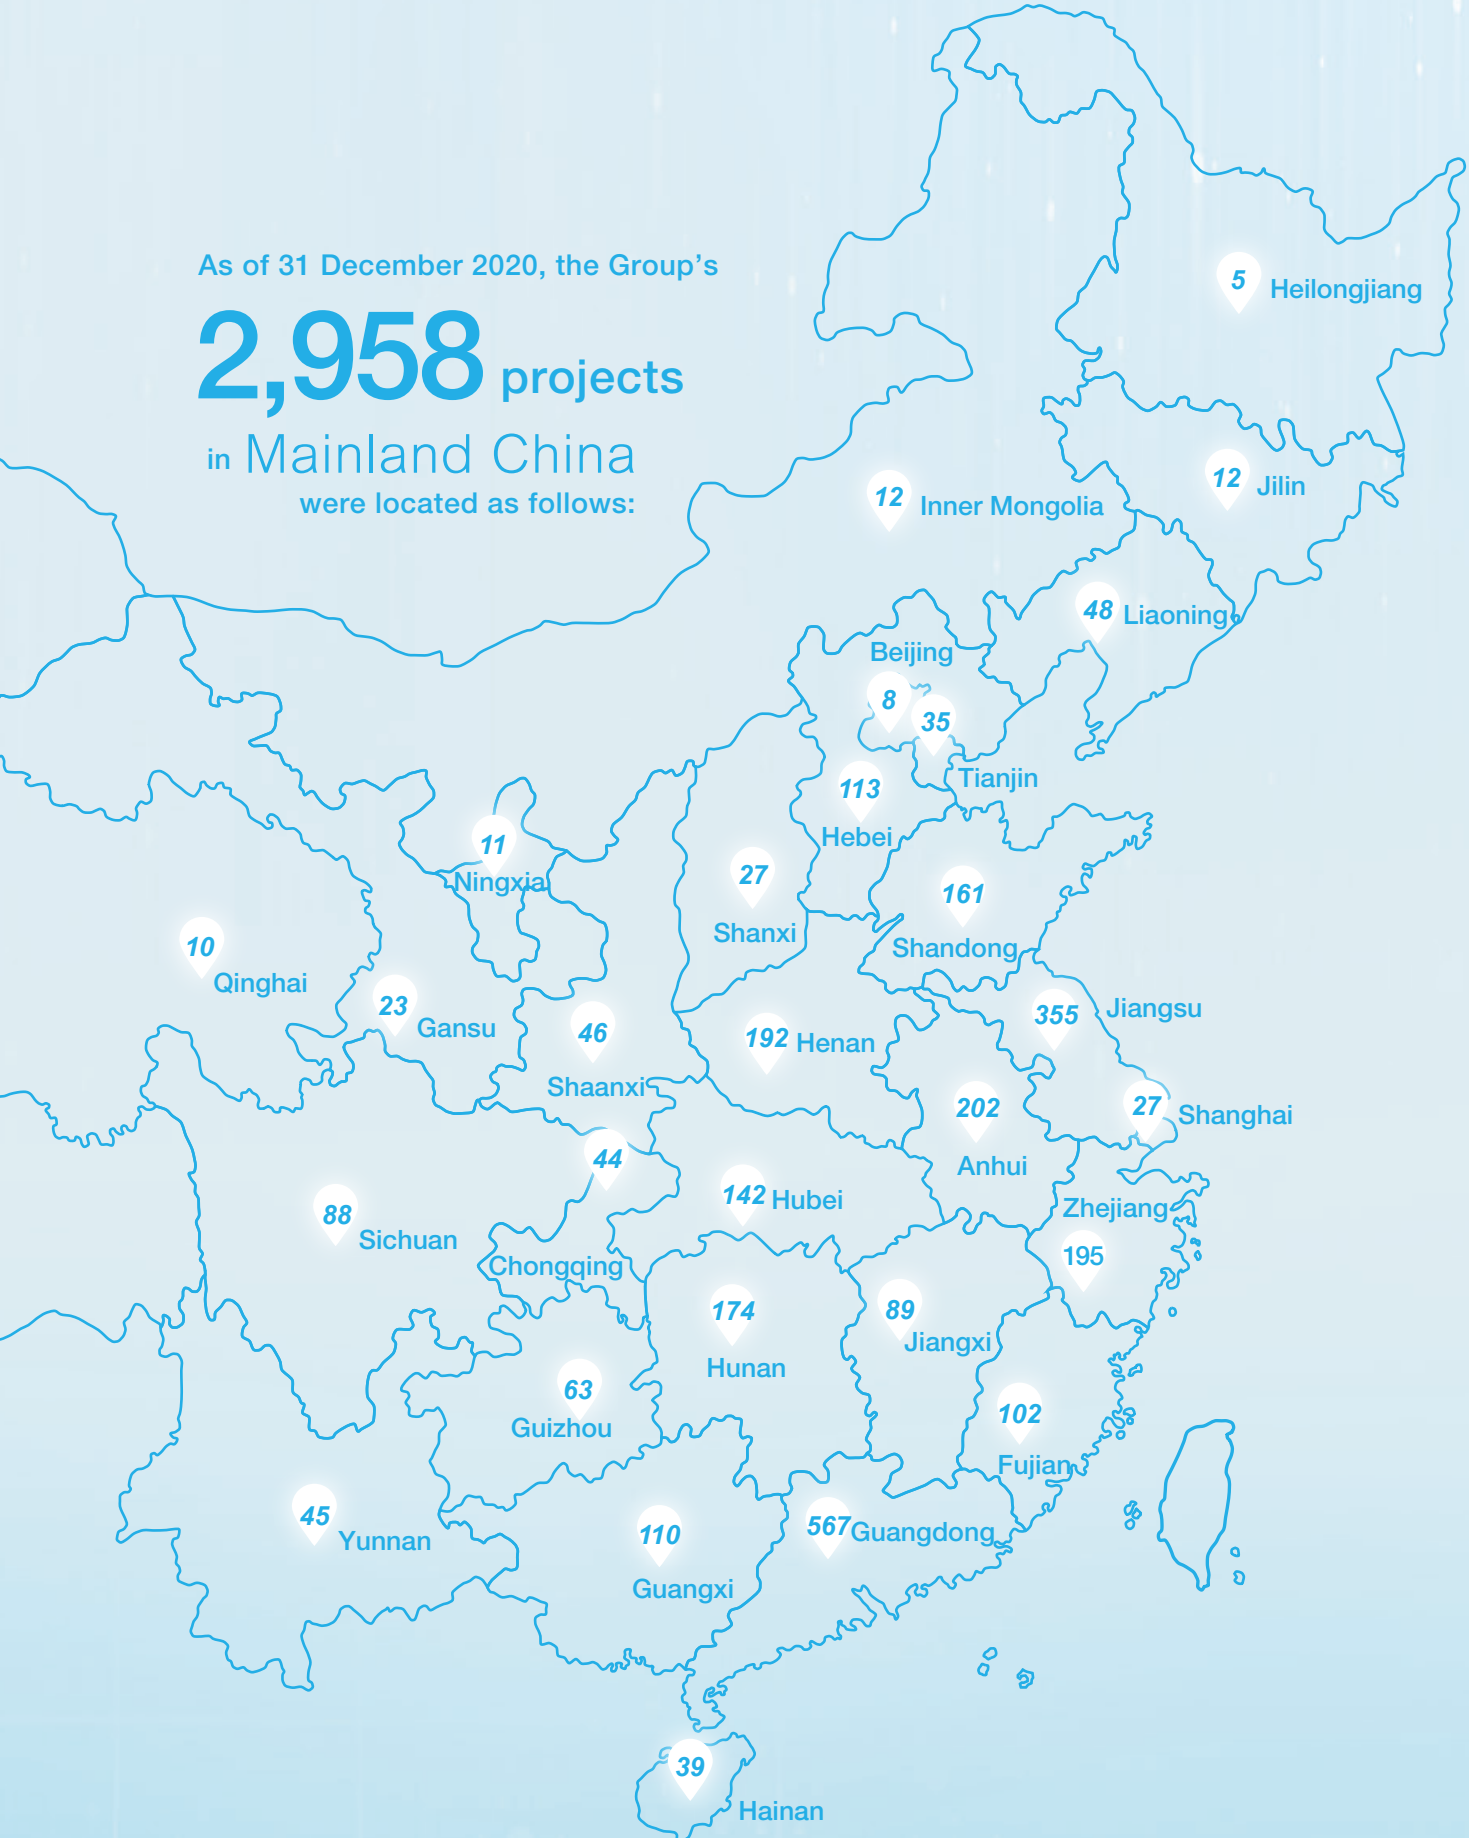 As of 31 December 2020, the Group's
2,958 projects
in Mainland China
were located as follows:
5 Heilongjiang
12 Jilin
12 Inner Mongolia
48 Liaoning
Beijing
8
35
Tianjin
113
Hebei
11
Ningxia
27
Shanxi
161
Shandong
10
Qinghai
23
Gansu
46
Shaanxi
192 Henan
355 Jiangsu
202
Anhui
27 Shanghai
44
Chongqing
88
Sichuan
142 Hubei
Zhejiang
195
174
Hunan
89
Jiangxi
63
Guizhou
102
Fujian
45
Yunnan
110
Guangxi
567 Guangdong
39
Hainan